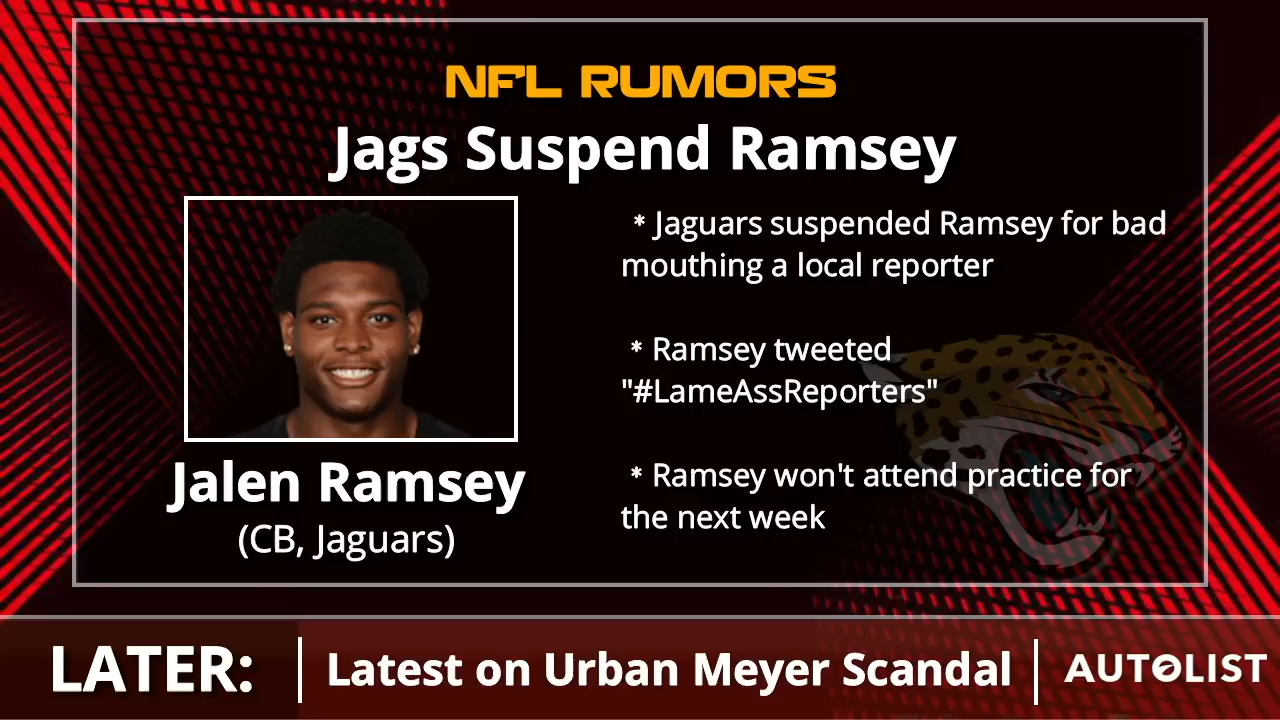 NFL RUMORS
Jags Suspend Ramsey
* Jaguars suspended Ramsey for bad
mouthing a local reporter
* Ramsey tweeted
"#LameAssReporters"
* Ramsey won't attend practice for
the next week
Jalen Ramsey
(CB, Jaguars)
LATER:
Latest on Urban Meyer Scandal
AUTOLIST